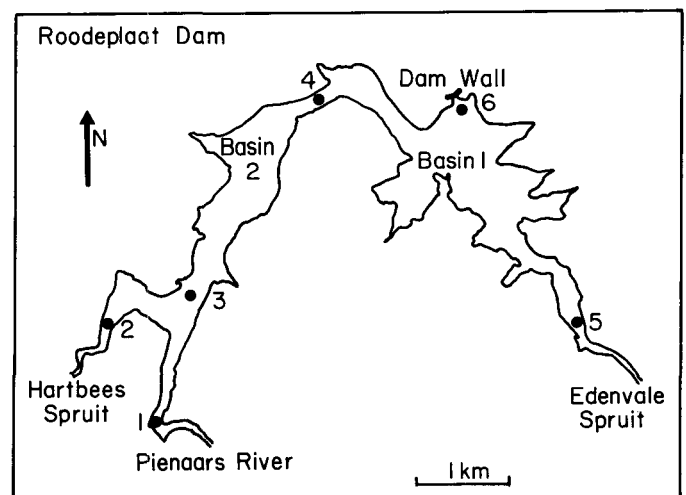 Roodeplaat Dam
4
Dam Wall
6
N
Basin
2
Basin 1
3
2
5
Hartbees
Spruit
Edenvale
Spruit
1
Pienaars River
1 km